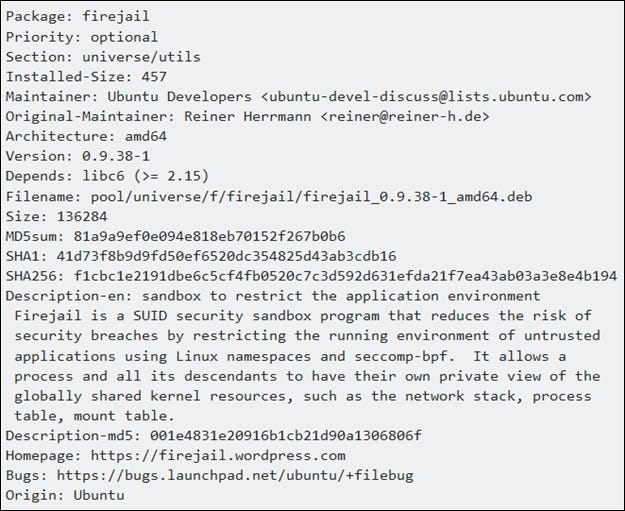 Package: firejail
Priority: optional
Section: universe/utils
Installed-Size: 457
Maintainer: Ubuntu Developers <ubuntu-devel-discuss@lists.ubuntu.com>
Original-Maintainer: Reiner Herrmann <reiner@reiner-h.de>
Architecture: amd64
Version: 0.9.38-1
Depends: libc6 (>= 2.15)
Filename: pool/universe/f/firejail/firejail_0.9.38-1_amd64.deb
Size: 136284
MD5sum: 81a9a9ef0e094e818eb70152f267b0b6
SHA1: 41d73f8b9d9fd50ef6520dc354825d43ab3cdb16
SHA256: f1cbc1e2191dbe6c5cf4fb0520c7c3d592d631efda21f7ea43ab03a3e8e4b194
Description-en: sandbox to restrict the application environment
Firejail is a SUID security sandbox program that reduces the risk of
security breaches by restricting the running environment of untrusted
applications using Linux namespaces and seccomp-bpf.  It allows a
process and all its descendants to have their own private view of the
globally shared kernel resources, such as the network stack, process
table, mount table.
Description-md5: 001e4831e20916b1cb21d90a1306806f
Homepage: https://firejail.wordpress.com
Bugs: https://bugs.launchpad.net/ubuntu/+filebug
Origin: Ubuntu